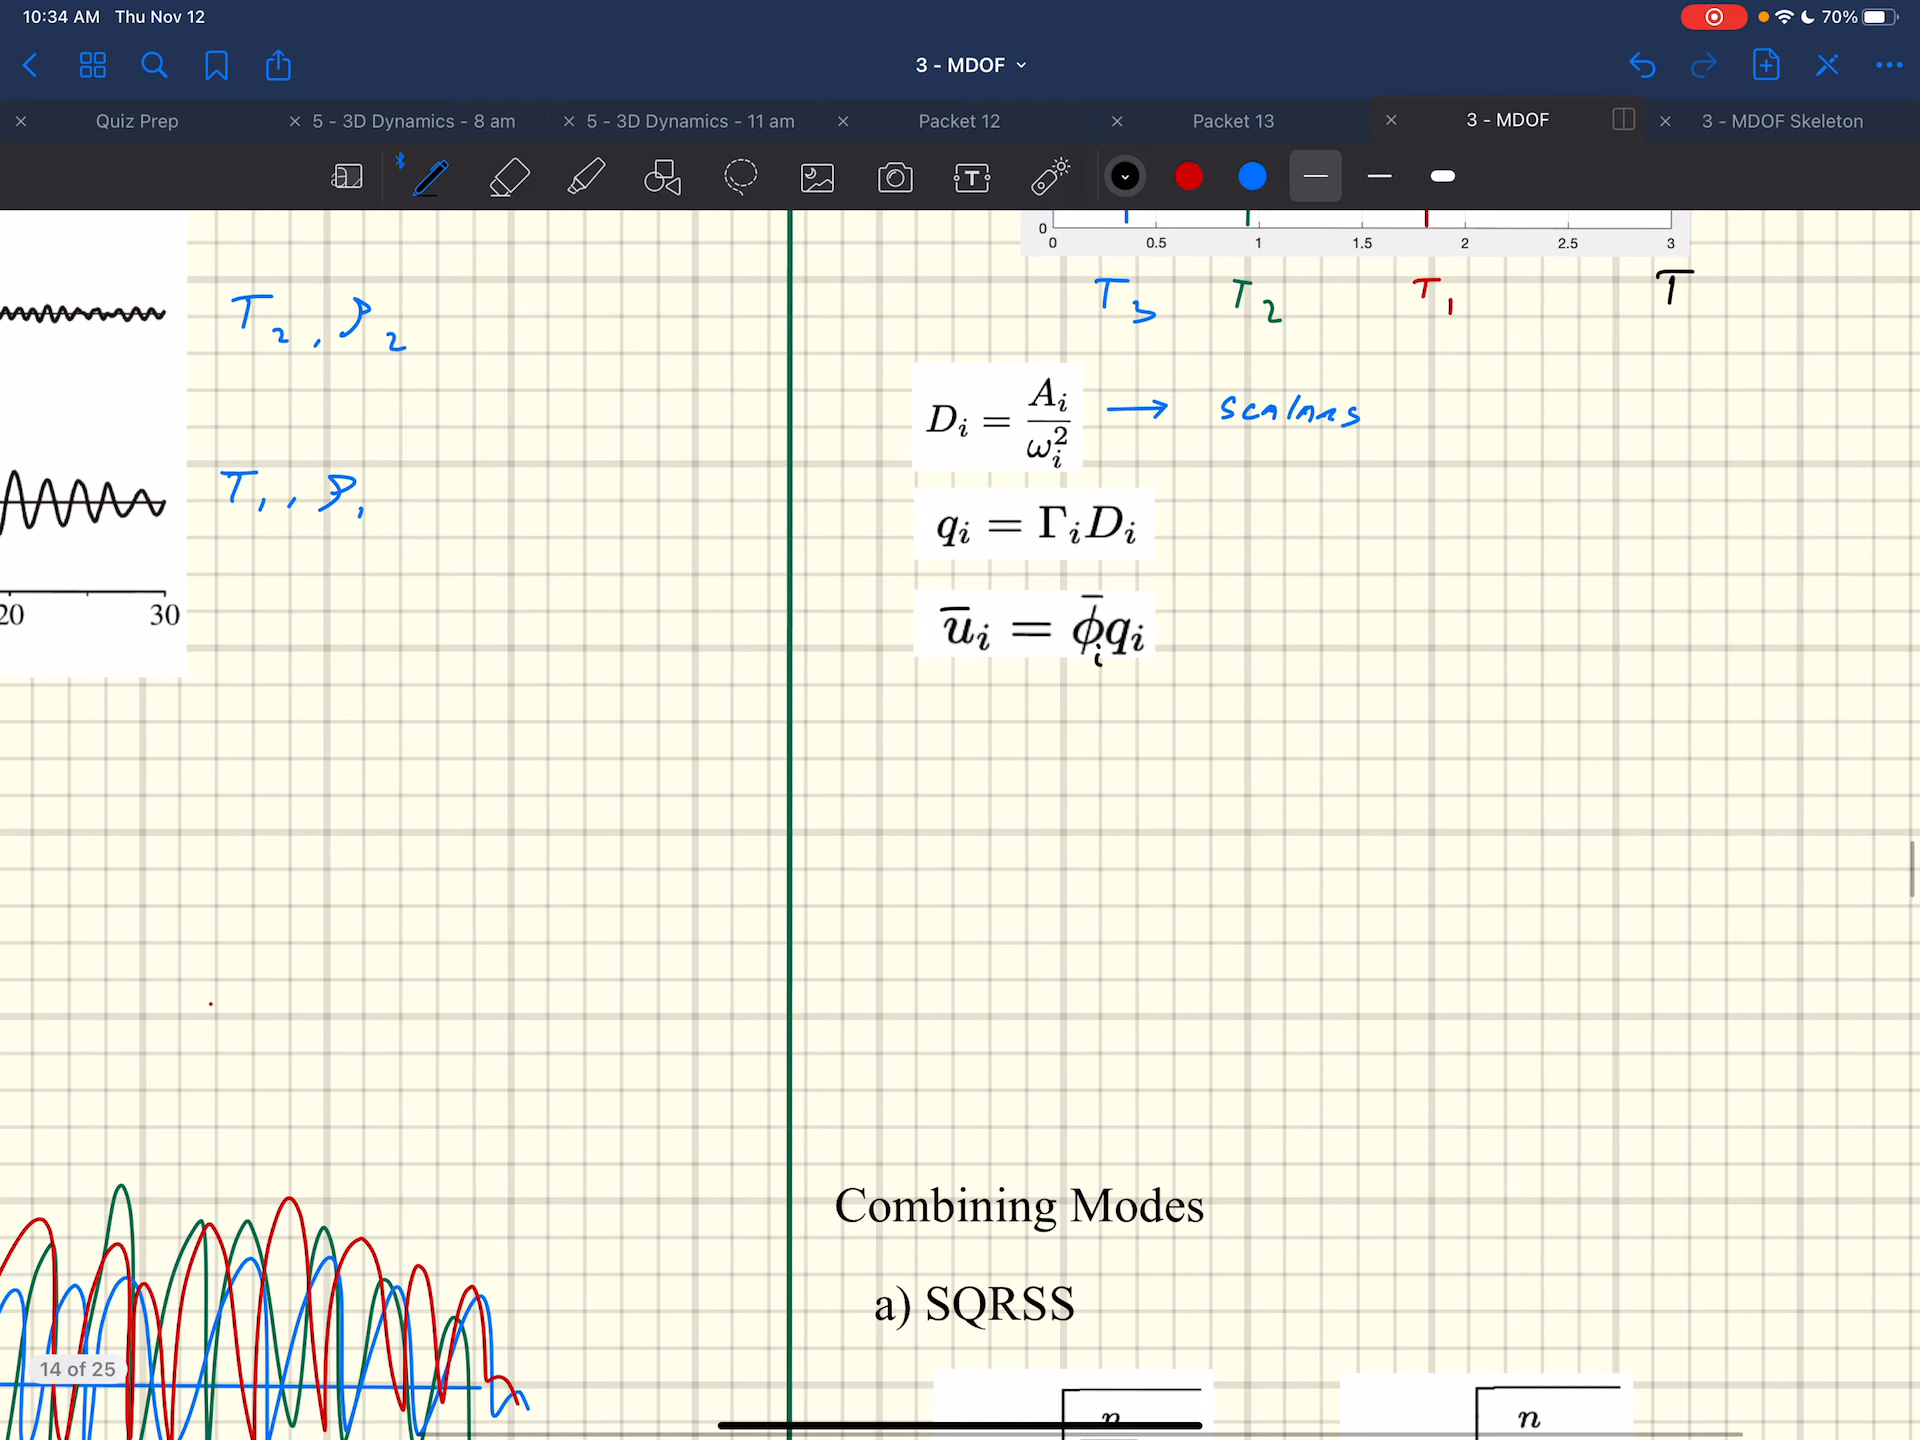 10:34 AM Thu Nov 12
70%
3 - MDOF
Quiz Prep
5 - 3D Dynamics - 8 am
5 - 3D Dynamics - 11 am
Packet 12
Packet 13
3 - MDOF
3 - MDOF Skeleton
T
0
0 0.5 1 1.5 2 2.5 3
T₃ T₂ T₁ T
T₂, ζ₂
Dᵢ = Aᵢ / ωᵢ² → scalars
T₁, ζ₁
qᵢ = ΓᵢDᵢ
20 30
ūᵢ = ϕ̄ᵢqᵢ
Combining Modes
a) SQRSS
14 of 25
n n